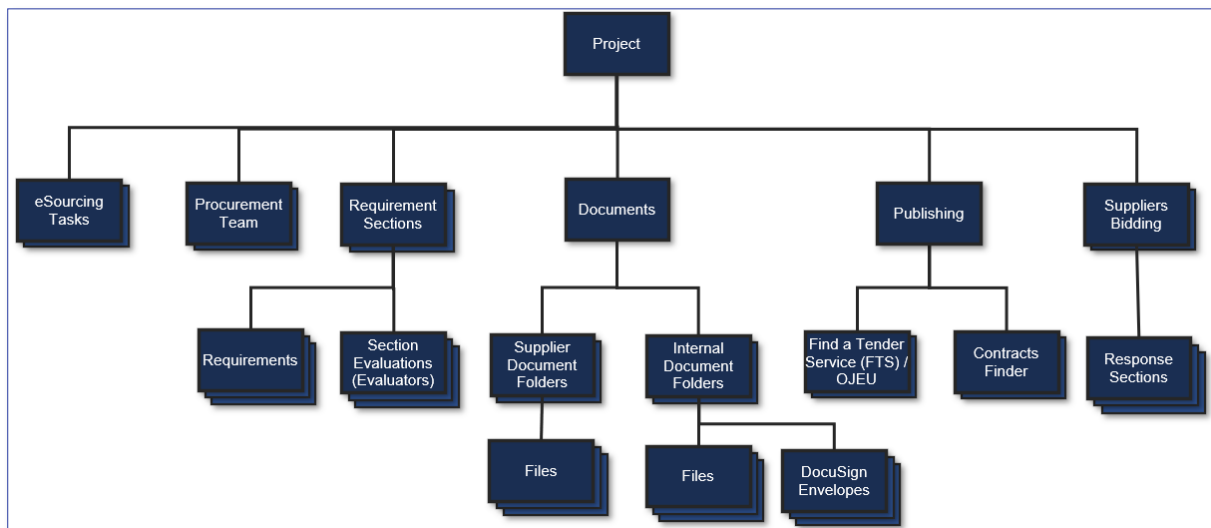 Project
eSourcing
Tasks
Procurement
Team
Requirement
Sections
Documents
Publishing
Suppliers
Bidding
Requirements
Section
Evaluations
(Evaluators)
Supplier
Document
Folders
Internal
Document
Folders
Find a Tender
Service (FTS) /
OJEU
Contracts
Finder
Response
Sections
Files
Files
DocuSign
Envelopes